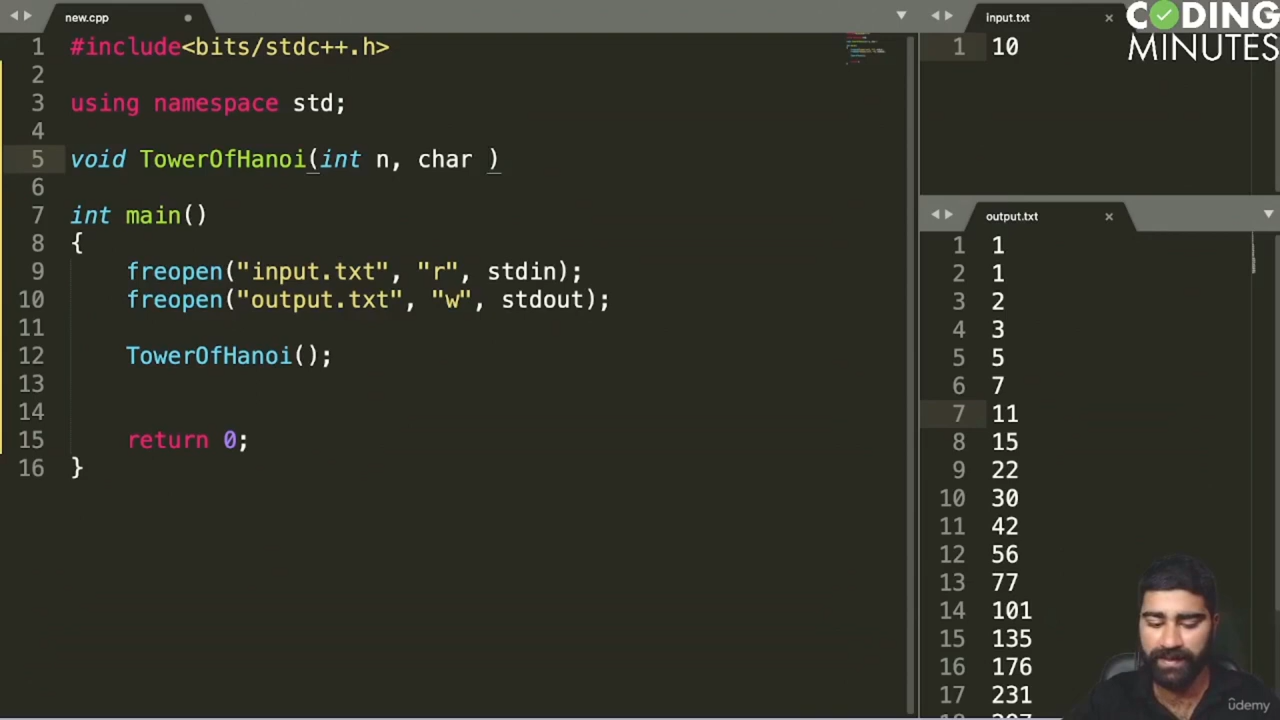 new.cpp
1 #include<bits/stdc++.h>
2
3 using namespace std;
4
5 void TowerOfHanoi(int n, char )
6
7 int main()
8 {
9 freopen("input.txt", "r", stdin);
10 freopen("output.txt", "w", stdout);
11
12 TowerOfHanoi();
13
14
15 return 0;
16 }
input.txt
1 10
CODING
MINUTES
output.txt
1 1
2 1
3 2
4 3
5 5
6 7
7 11
8 15
9 22
10 30
11 42
12 56
13 77
14 101
15 135
16 176
17 231
udemy